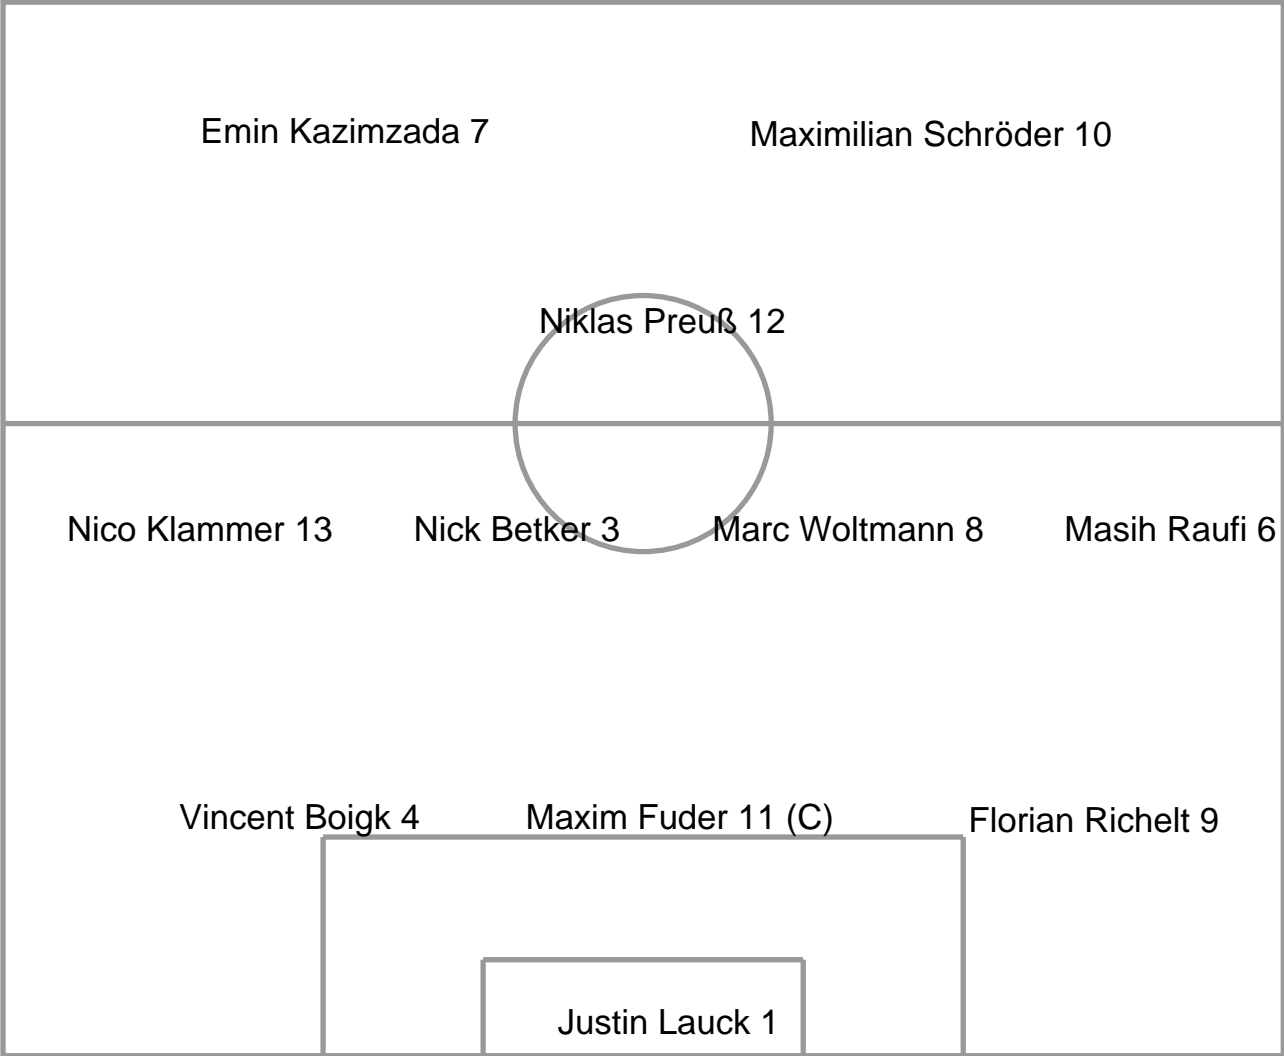 Emin Kazimzada 7
Maximilian Schröder 10
Niklas Preuß 12
Nico Klammer 13
Nick Betker 3
Marc Woltmann 8
Masih Raufi 6
Vincent Boigk 4
Maxim Fuder 11 (C)
Florian Richelt 9
Justin Lauck 1